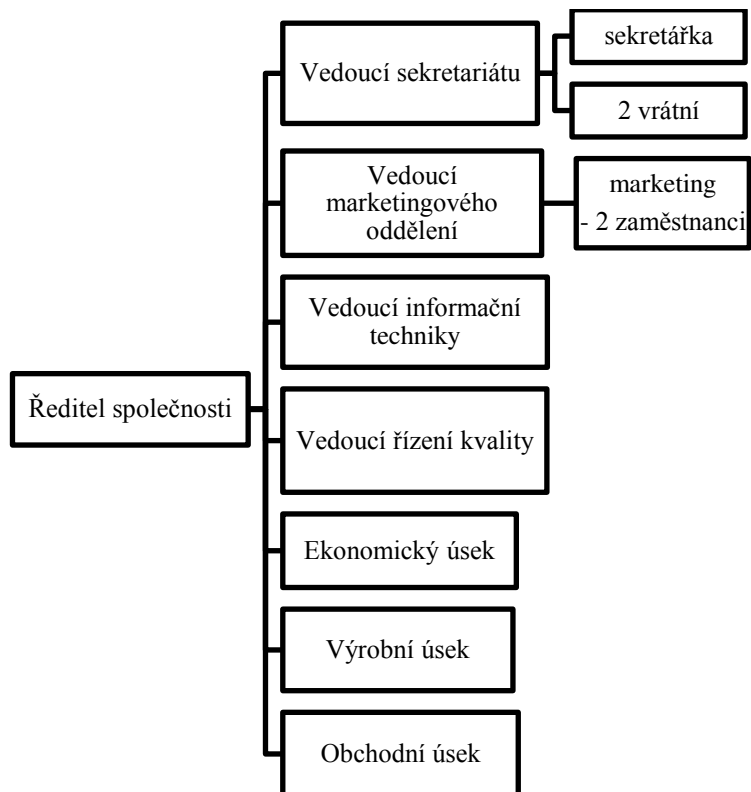 Ředitel společnosti
Vedoucí sekretariátu
sekretářka
2 vrátní
Vedoucí
marketingového
oddělení
marketing
- 2 zaměstnanci
Vedoucí informační
techniky
Vedoucí řízení kvality
Ekonomický úsek
Výrobní úsek
Obchodní úsek